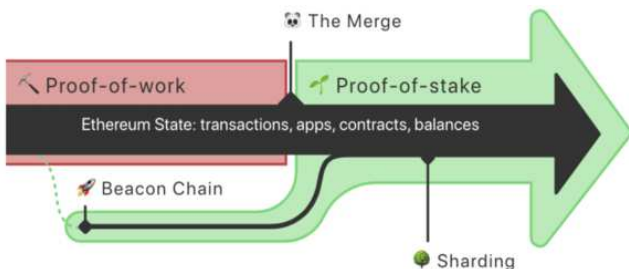 🐼 The Merge
⛏ Proof-of-work
🌱 Proof-of-stake
Ethereum State: transactions, apps, contracts, balances
🚀 Beacon Chain
🌳 Sharding